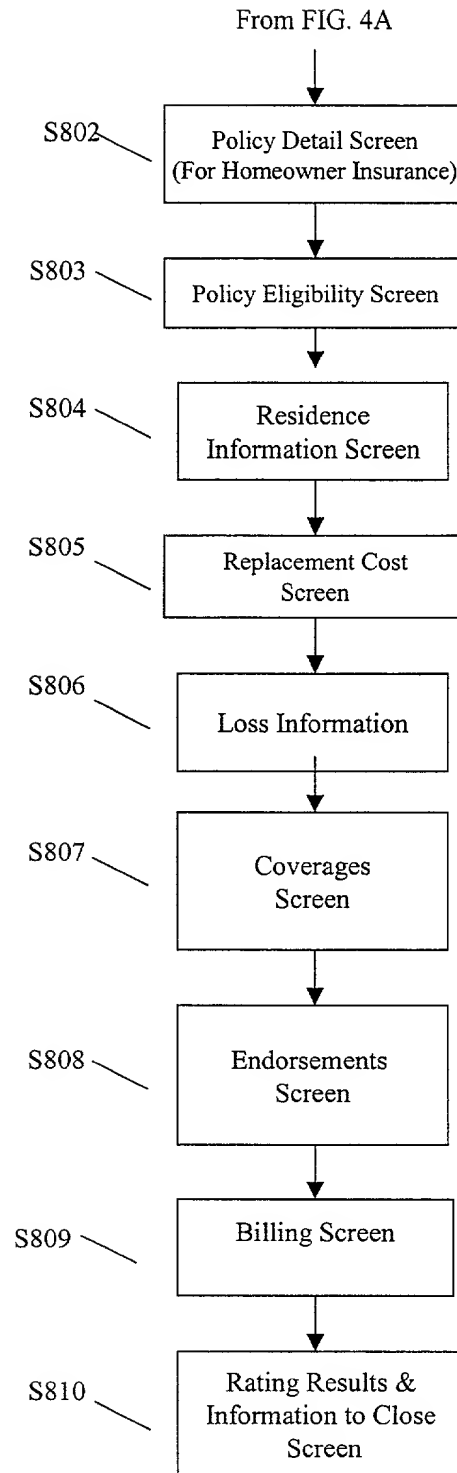 From FIG. 4A
S802
Policy Detail Screen
(For Homeowner Insurance)
S803
Policy Eligibility Screen
S804
Residence
Information Screen
S805
Replacement Cost
Screen
S806
Loss Information
S807
Coverages
Screen
S808
Endorsements
Screen
S809
Billing Screen
S810
Rating Results &
Information to Close
Screen